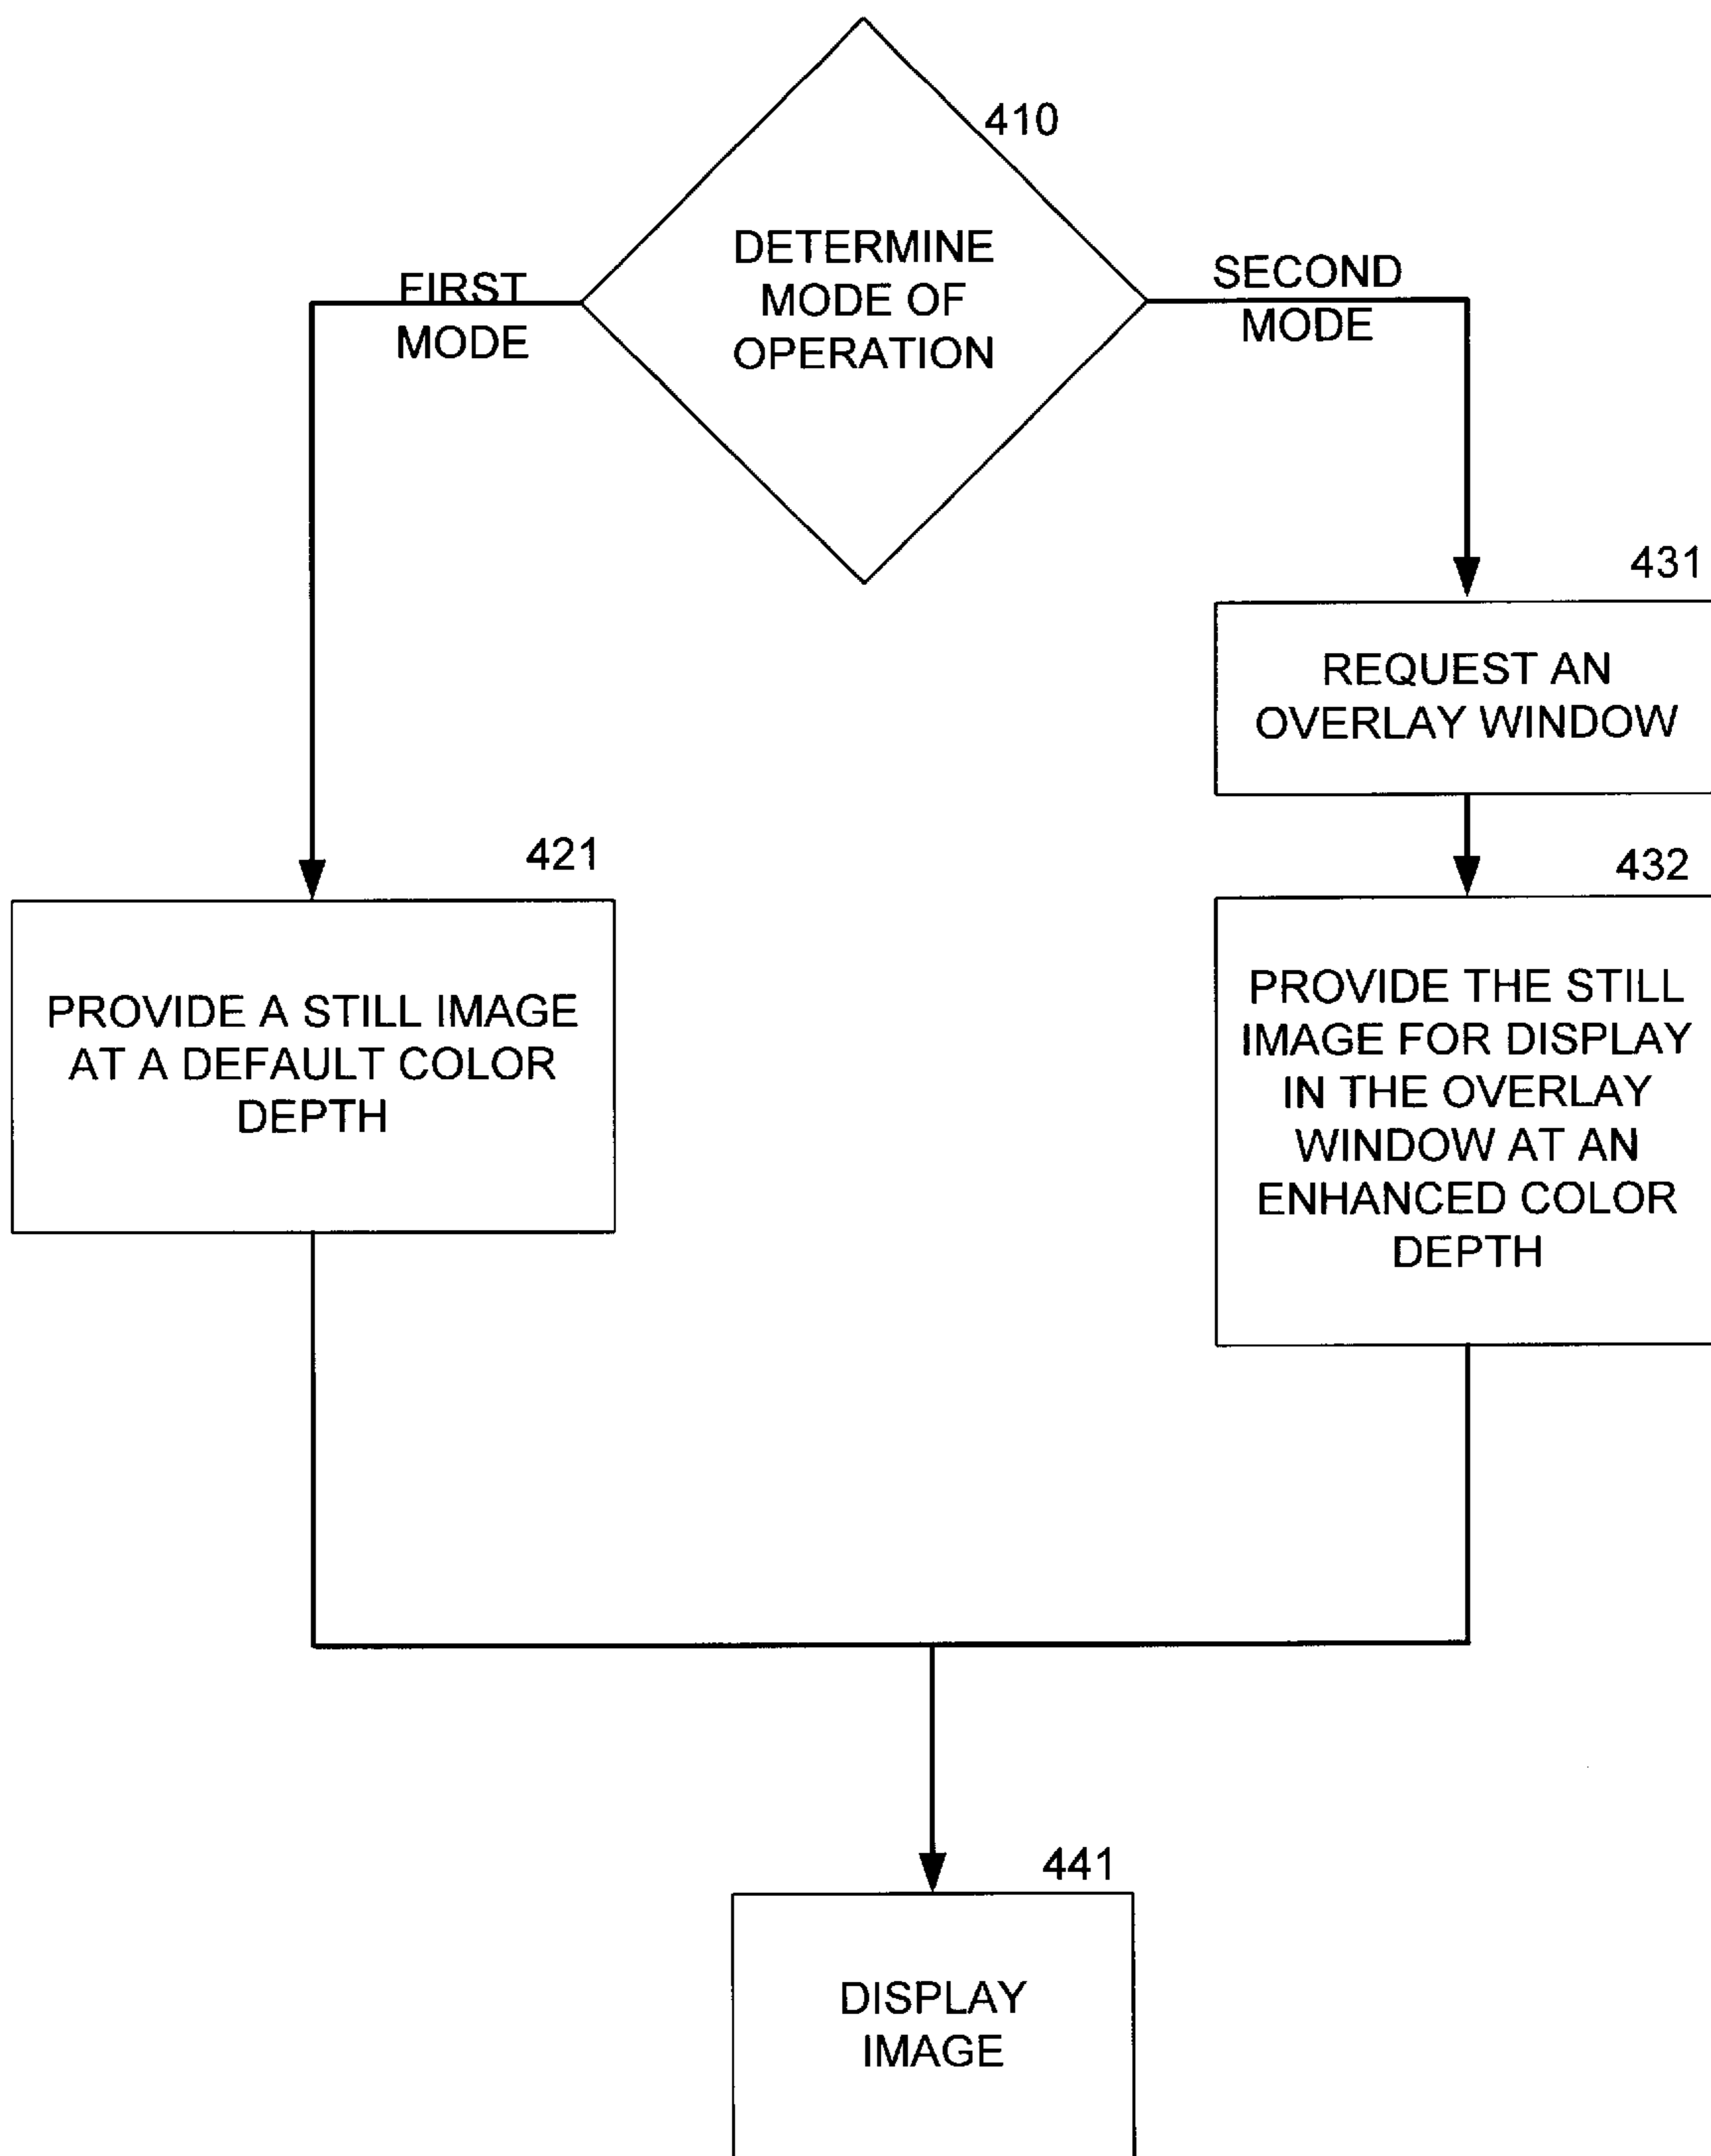 410
DETERMINE
MODE OF
OPERATION
FIRST
MODE
SECOND
MODE
431
REQUEST AN
OVERLAY WINDOW
421
PROVIDE A STILL IMAGE
AT A DEFAULT COLOR
DEPTH
432
PROVIDE THE STILL
IMAGE FOR DISPLAY
IN THE OVERLAY
WINDOW AT AN
ENHANCED COLOR
DEPTH
441
DISPLAY
IMAGE